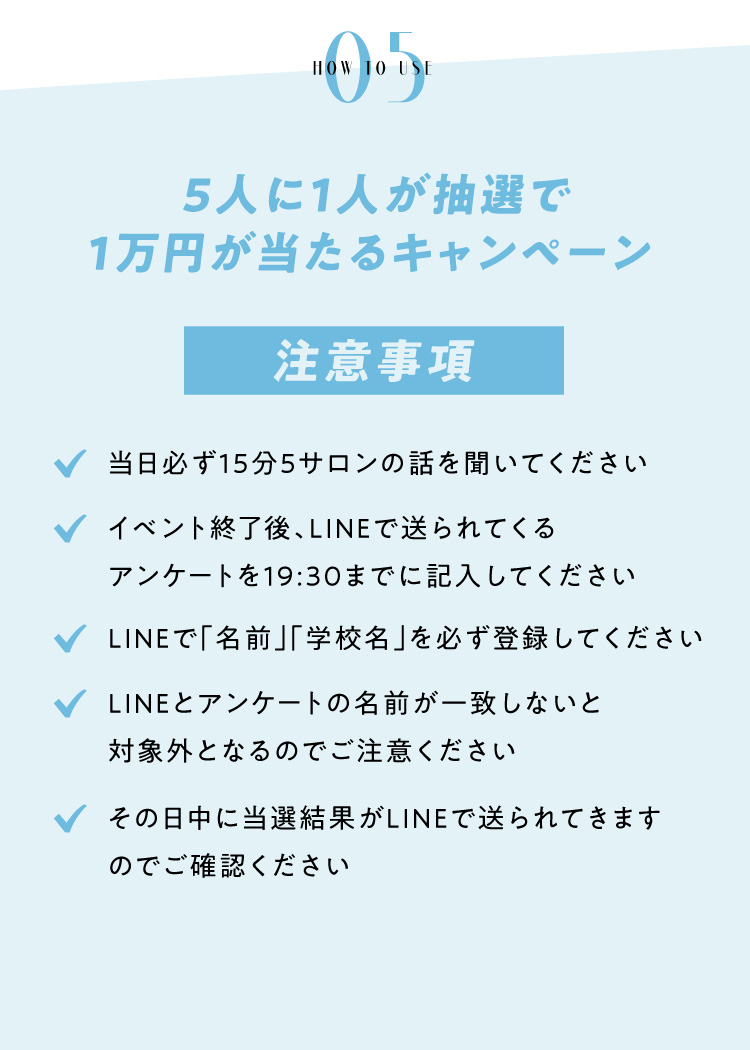 05
HOW TO USE
5人に1人が抽選で
1万円が当たるキャンペーン
注意事項
当日必ず15分5サロンの話を聞いてください
イベント終了後、LINEで送られてくる
アンケートを19:30までに記入してください
LINEで「名前」「学校名」を必ず登録してください
LINEとアンケートの名前が一致しないと
対象外となるのでご注意ください
その日中に当選結果がLINEで送られてきます
のでご確認ください